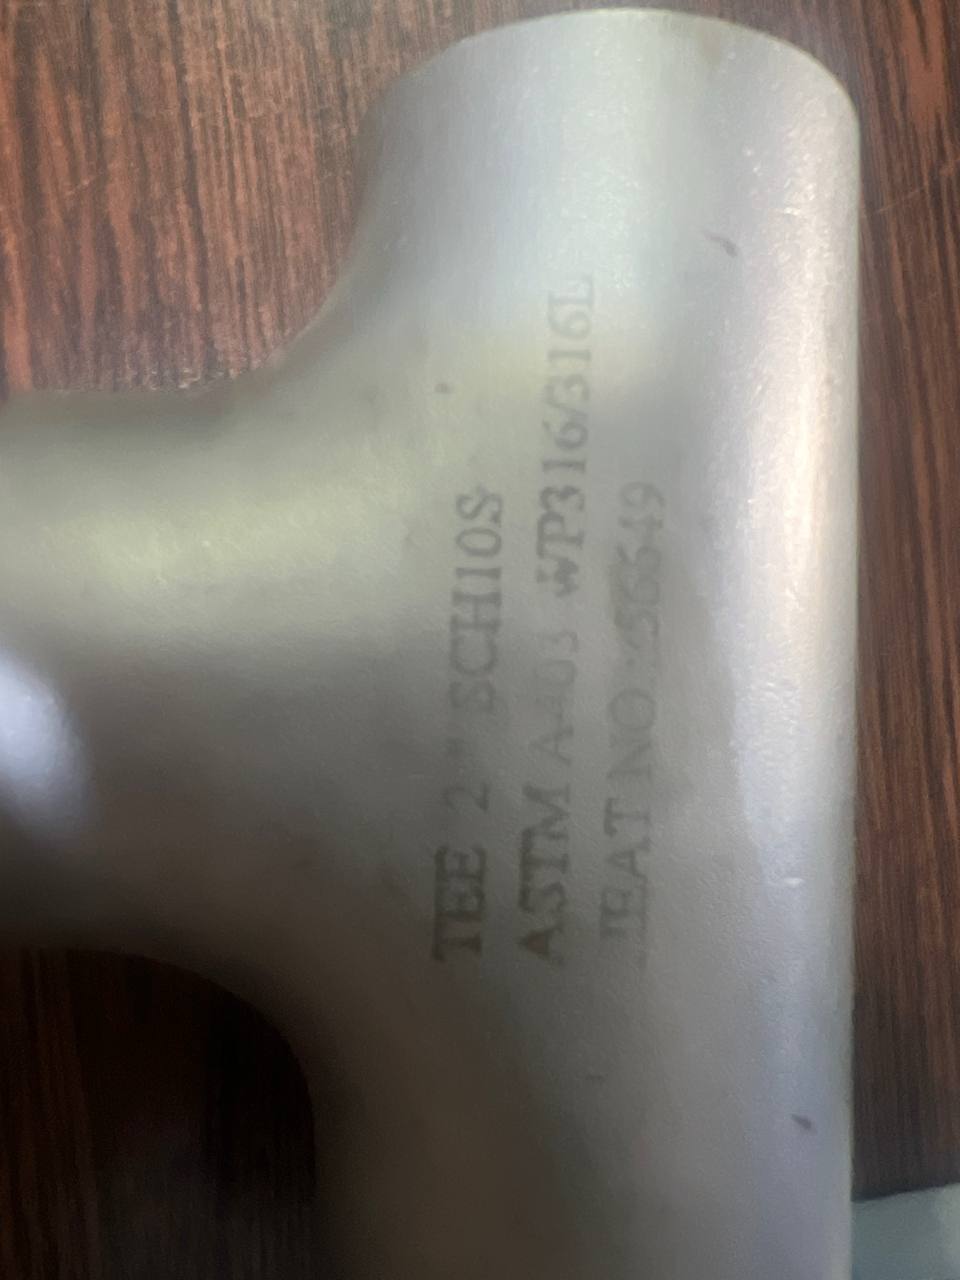 TEE 2" SCH10S
ASTM A403 WP316/316L
HEAT NO.